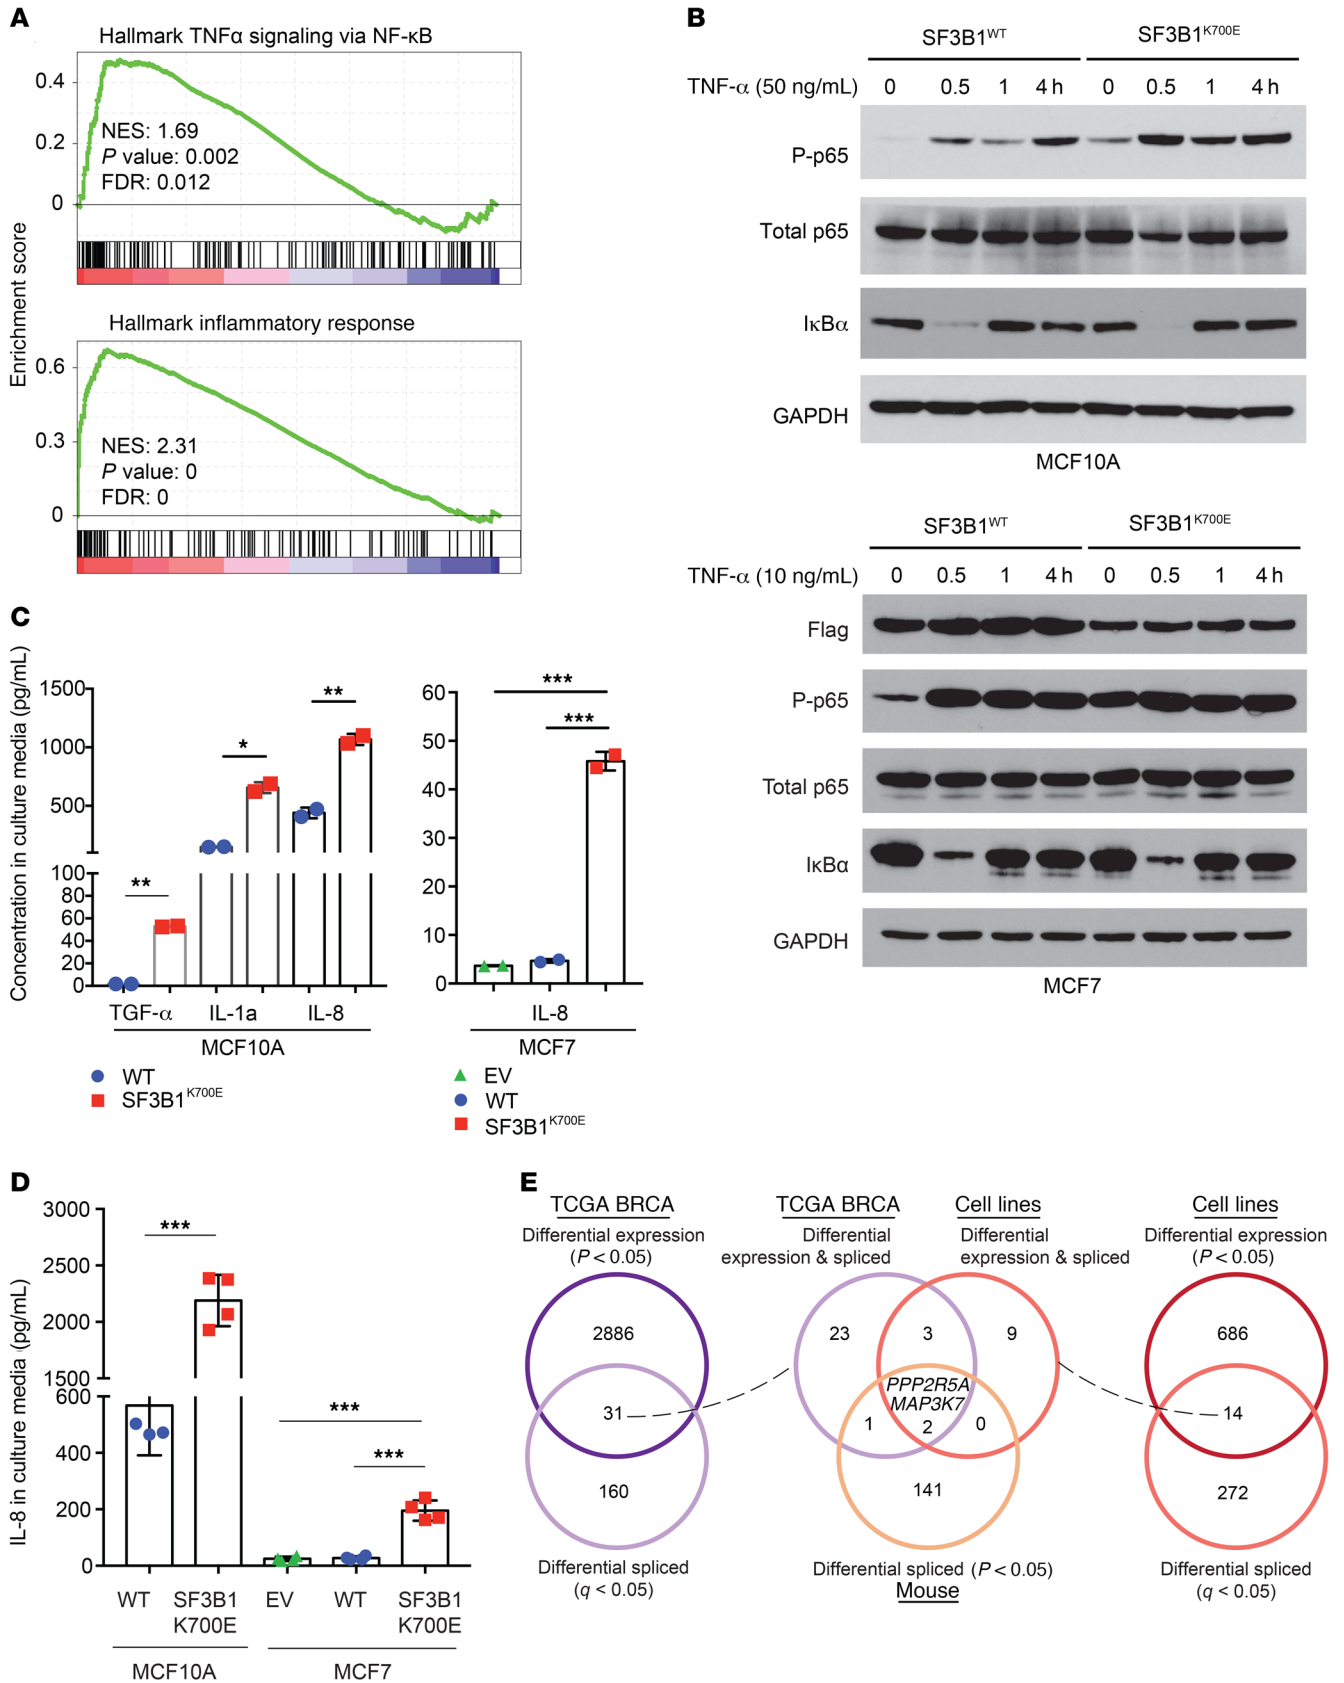 A
Hallmark TNFα signaling via NF-κB
Enrichment score
0.4
0.2
0
NES: 1.69
P value: 0.002
FDR: 0.012
Hallmark inflammatory response
0.6
0.3
0
NES: 2.31
P value: 0
FDR: 0
B
SF3B1WT SF3B1K700E
TNF-α (50 ng/mL) 0 0.5 1 4 h 0 0.5 1 4 h
P-p65
Total p65
IκBα
GAPDH
MCF10A
SF3B1WT SF3B1K700E
TNF-α (10 ng/mL) 0 0.5 1 4 h 0 0.5 1 4 h
Flag
P-p65
Total p65
IκBα
GAPDH
MCF7
C
Concentration in culture media (pg/mL)
1500
1000
500
100
80
60
40
20
0
**
*
**
TGF-α IL-1a IL-8
MCF10A
WT
SF3B1K700E
60
50
40
30
20
10
0
***
***
IL-8
MCF7
EV
WT
SF3B1K700E
D
IL-8 in culture media (pg/mL)
3000
2500
2000
1500
600
400
200
0
***
***
***
WT SF3B1 EV WT SF3B1
K700E K700E
MCF10A MCF7
E
TCGA BRCA
Differential expression
(P < 0.05)
2886
31
160
Differential spliced
(q < 0.05)
TCGA BRCA Cell lines
Differential Differential
expression & spliced expression & spliced
23 3 9
PPP2R5A
MAP3K7
1 2 0
141
Differential spliced (P < 0.05)
Mouse
Cell lines
Differential expression
(P < 0.05)
686
14
272
Differential spliced
(q < 0.05)